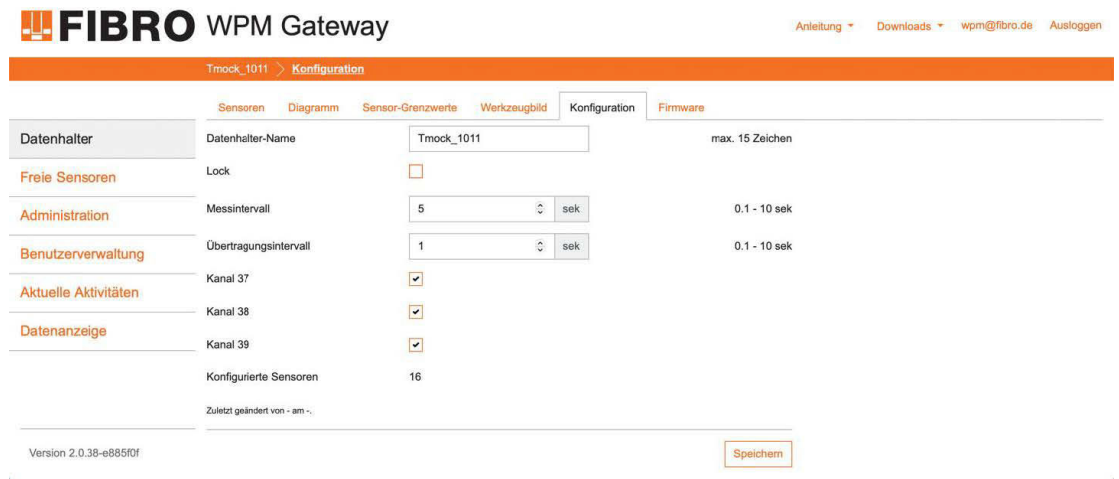 FIBRO WPM Gateway
Anleitung Downloads wpm@fibro.de Ausloggen
Tmock_1011 Konfiguration
Sensoren Diagramm Sensor-Grenzwerte Werkzeugbild Konfiguration Firmware
Datenhalter
Freie Sensoren
Administration
Benutzerverwaltung
Aktuelle Aktivitäten
Datenanzeige
Datenhalter-Name Tmock_1011 max. 15 Zeichen
Lock
Messintervall 5 sek 0.1 - 10 sek
Übertragungsintervall 1 sek 0.1 - 10 sek
Kanal 37
Kanal 38
Kanal 39
Konfigurierte Sensoren 16
Zuletzt geändert von - am -.
Version 2.0.38-e885f0f
Speichern